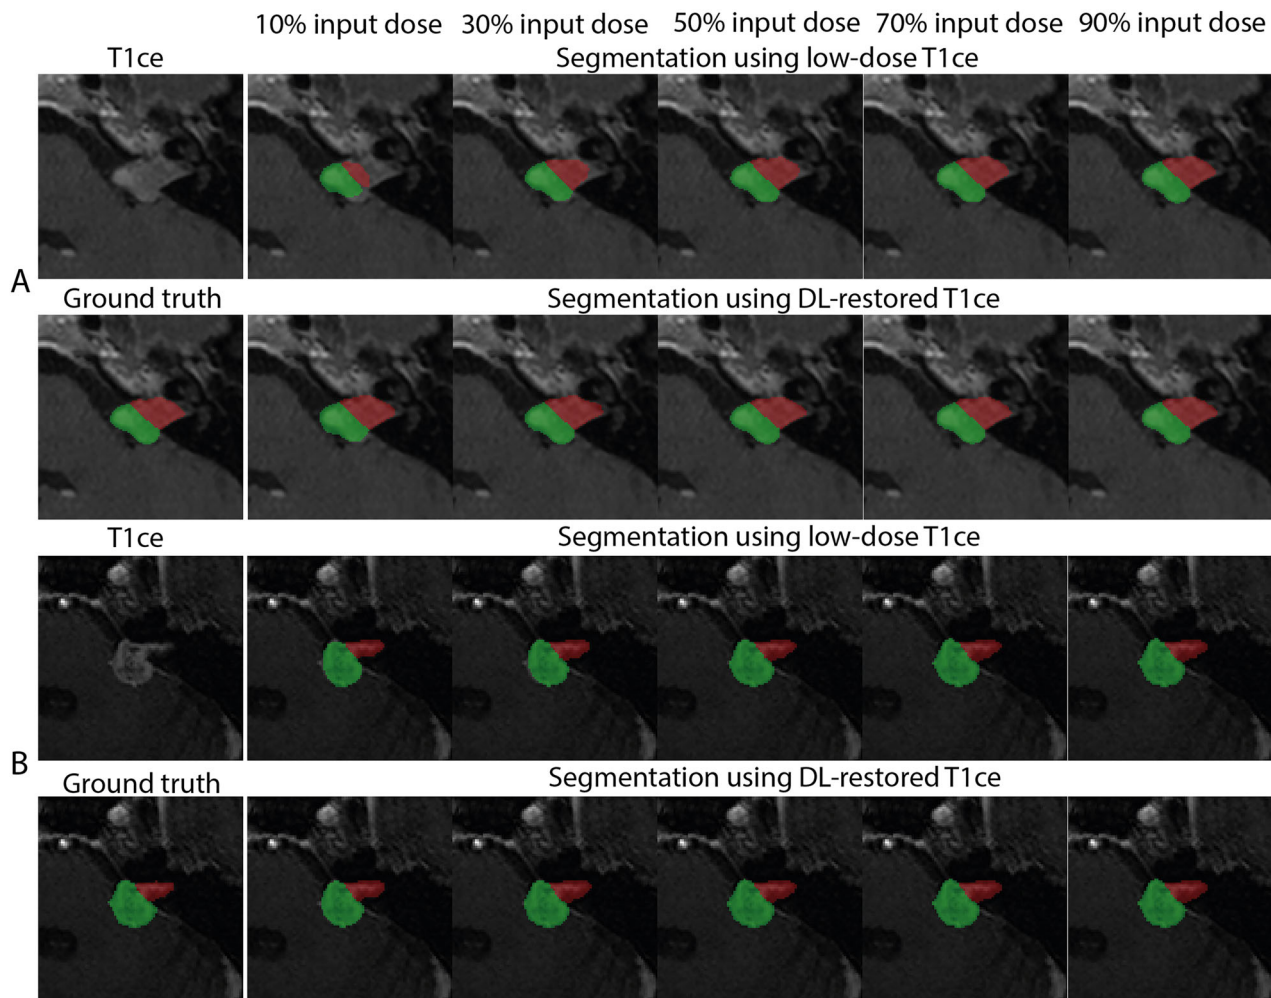 10% input dose 30% input dose 50% input dose 70% input dose 90% input dose
T1ce Segmentation using low-dose T1ce
A
Ground truth Segmentation using DL-restored T1ce
T1ce Segmentation using low-dose T1ce
B
Ground truth Segmentation using DL-restored T1ce